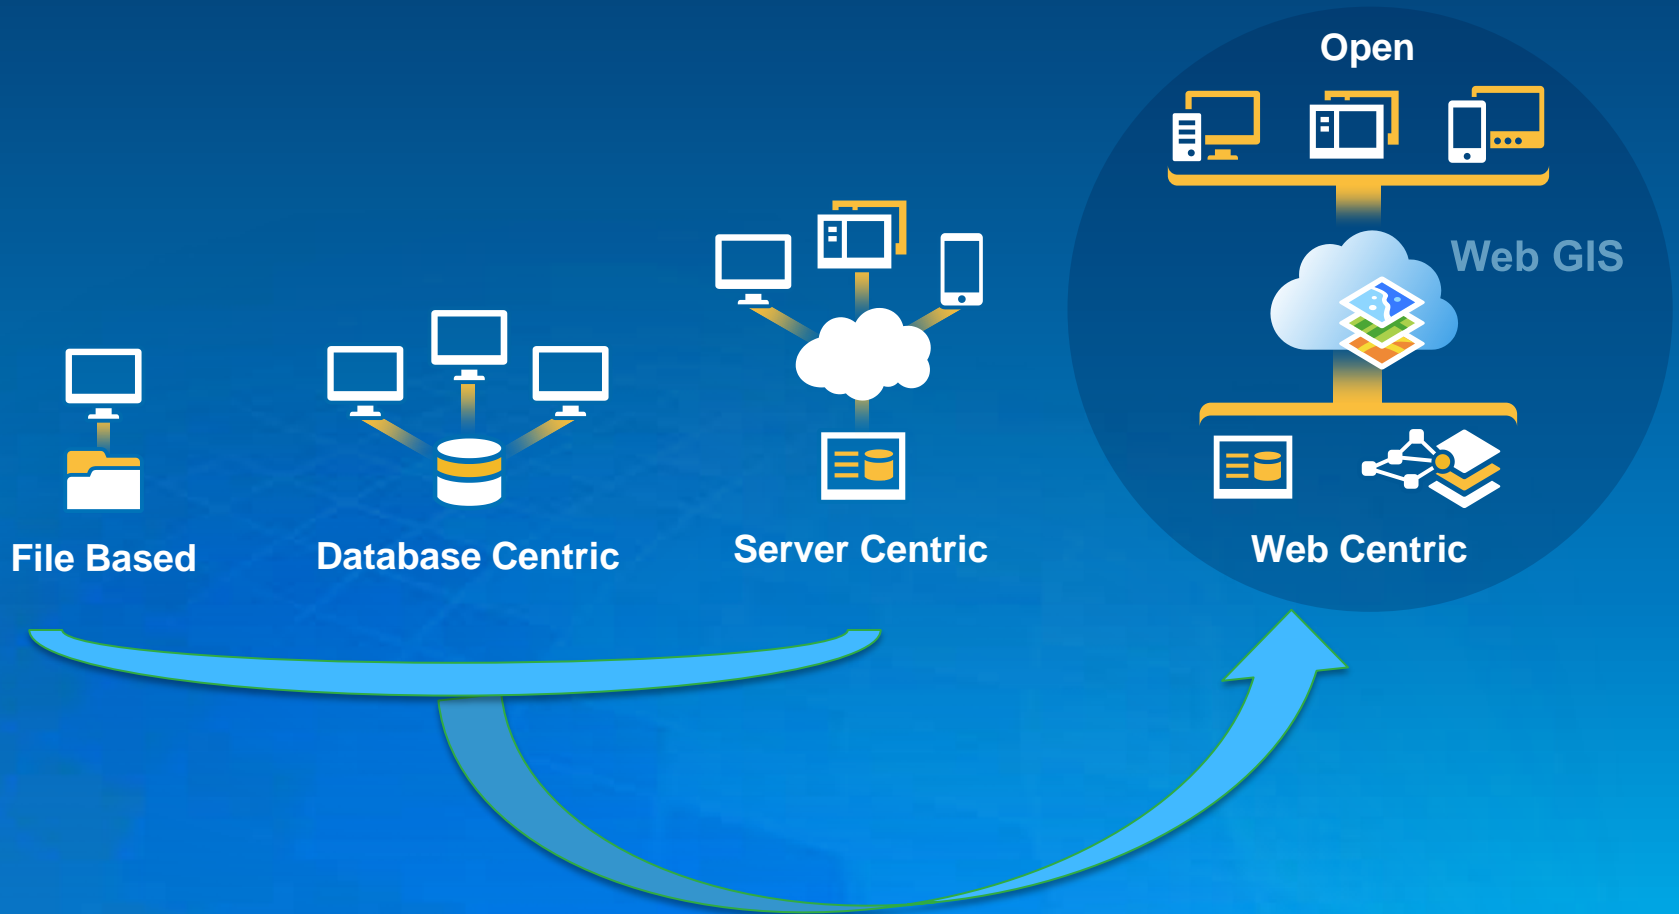 Open
Web GIS
File Based
Database Centric
Server Centric
Web Centric